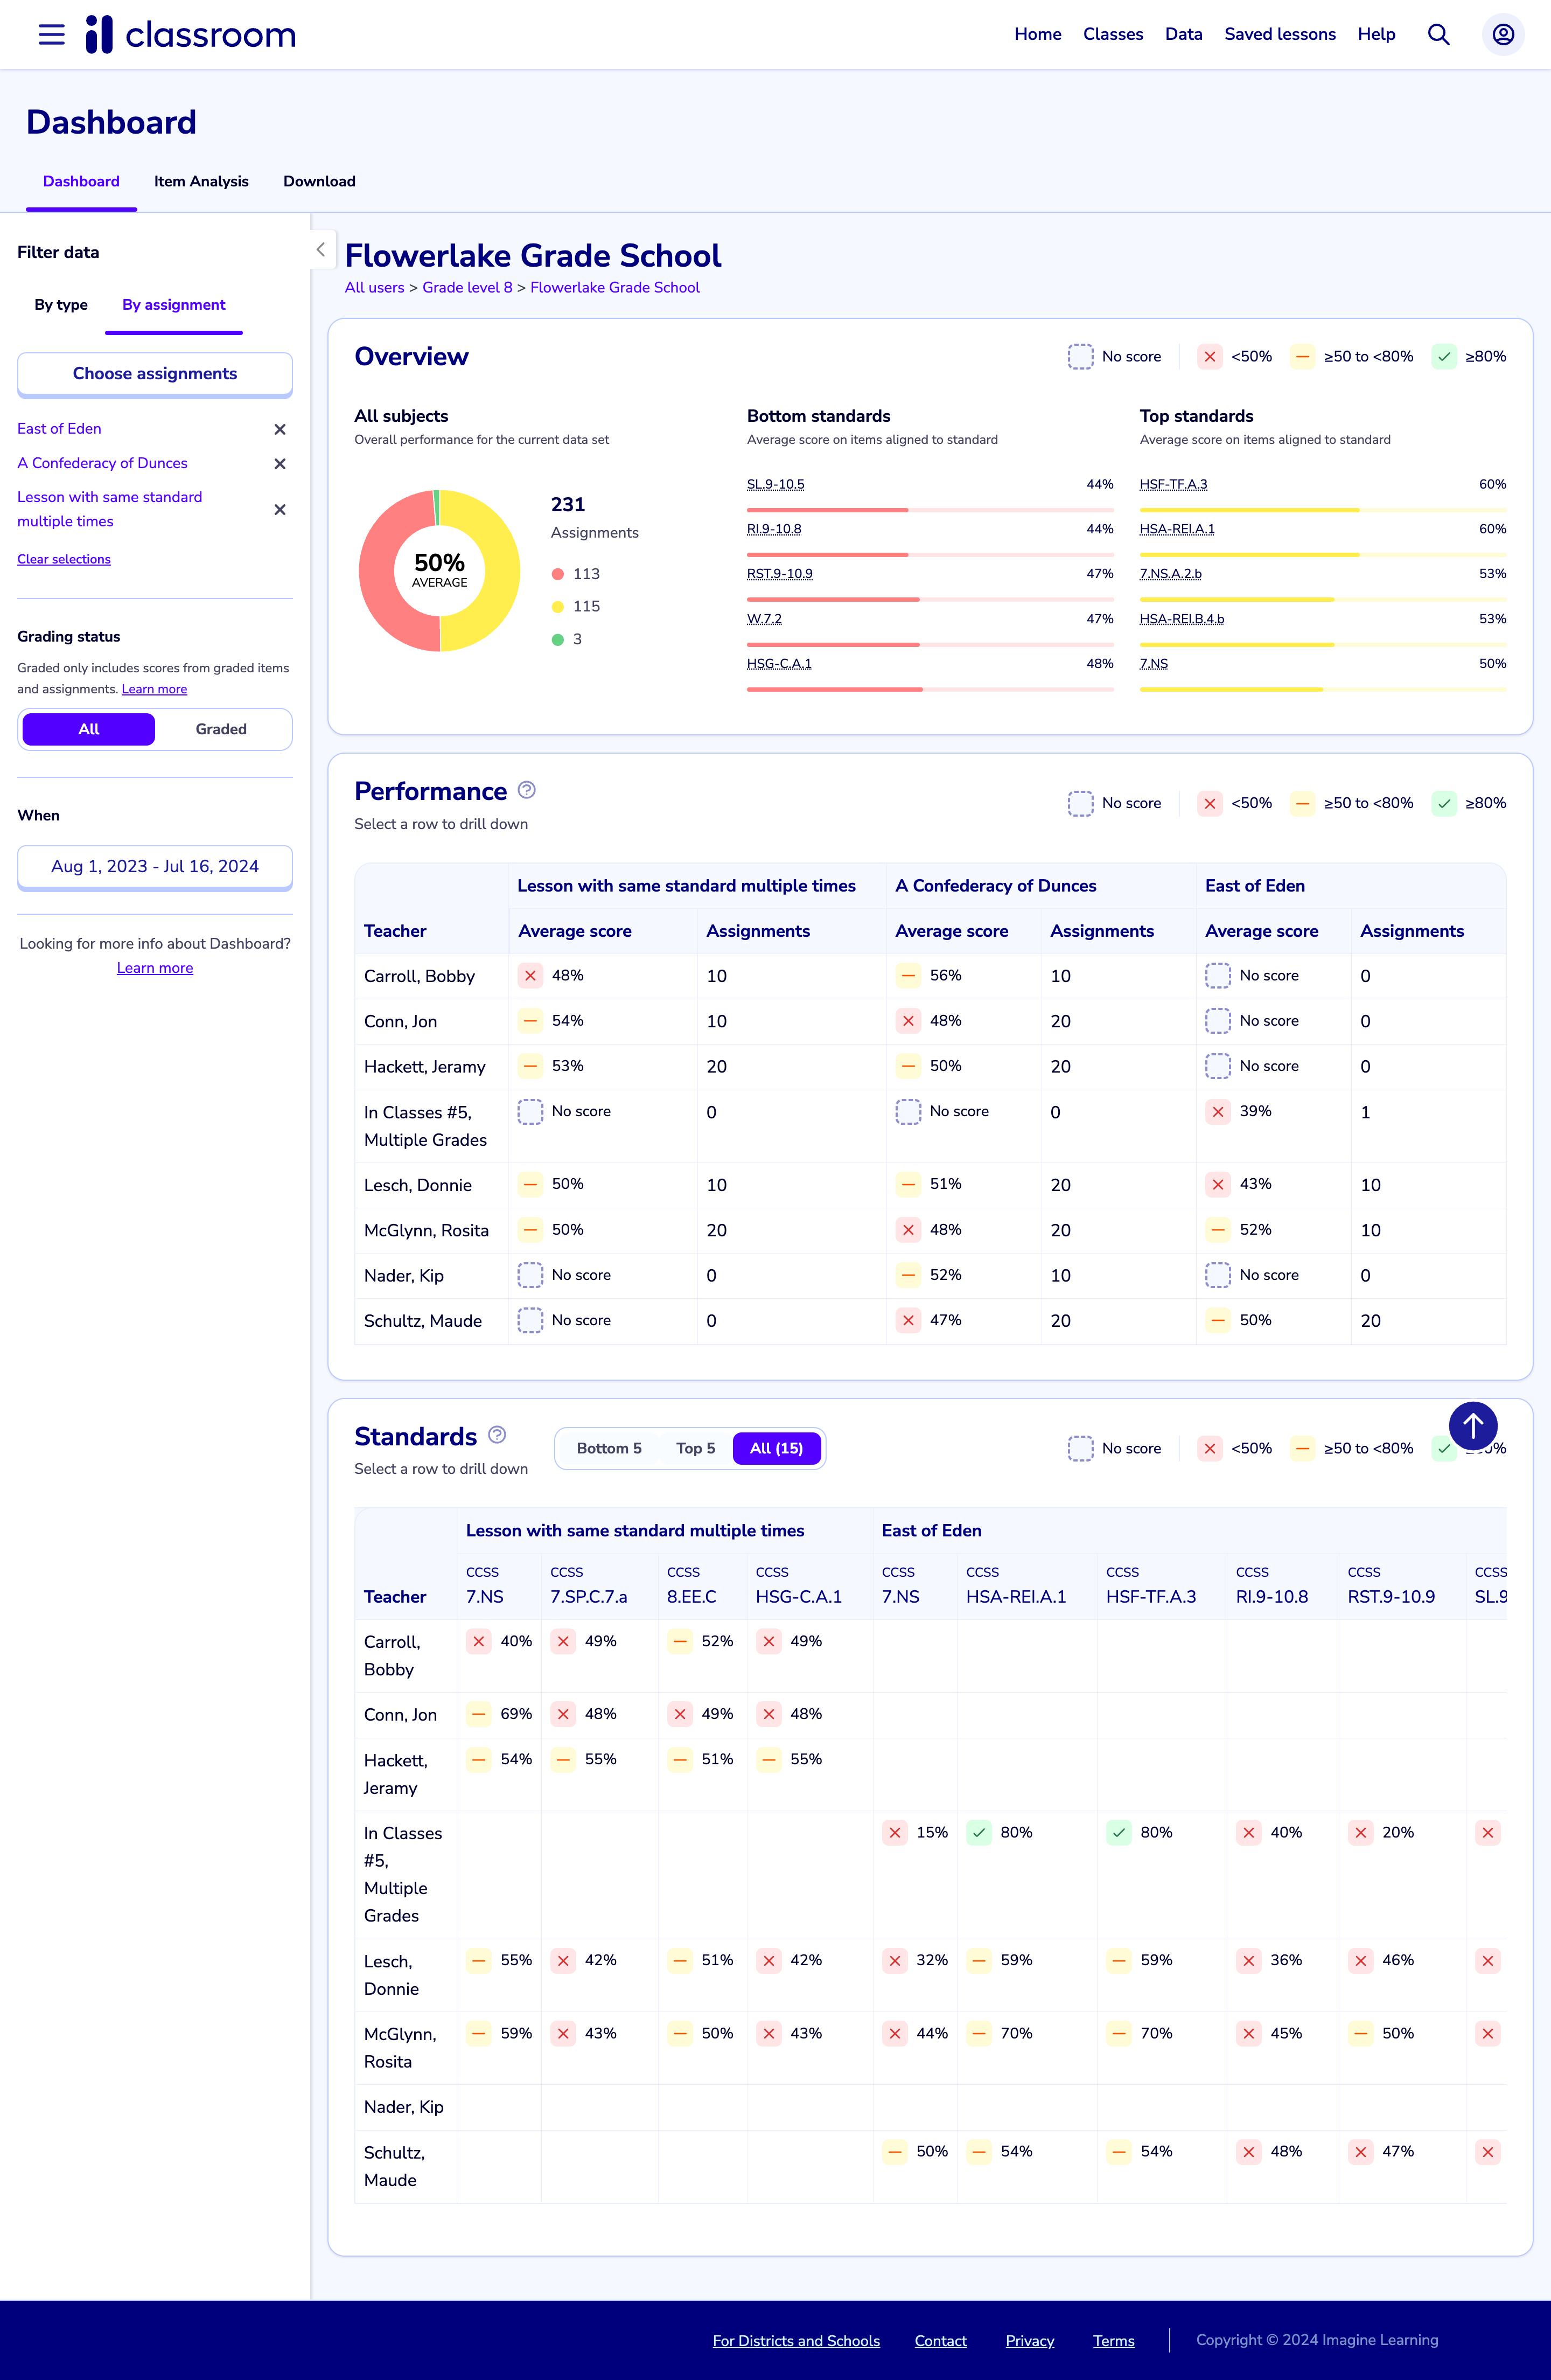 classroom
Home Classes Data Saved lessons Help
Dashboard
Dashboard Item Analysis Download
Filter data
By type By assignment
Choose assignments
East of Eden
A Confederacy of Dunces
Lesson with same standard
multiple times
Clear selections
Grading status
Graded only includes scores from graded items
and assignments. Learn more
All Graded
When
Aug 1, 2023 - Jul 16, 2024
Looking for more info about Dashboard?
Learn more
Flowerlake Grade School
All users > Grade level 8 > Flowerlake Grade School
Overview
No score <50% ≥50 to <80% ≥80%
All subjects
Overall performance for the current data set
50%
AVERAGE
231
Assignments
113
115
3
Bottom standards
Average score on items aligned to standard
SL.9-10.5 44%
RI.9-10.8 44%
RST.9-10.9 47%
W.7.2 47%
HSG-C.A.1 48%
Top standards
Average score on items aligned to standard
HSF-TF.A.3 60%
HSA-REI.A.1 60%
7.NS.A.2.b 53%
HSA-REI.B.4.b 53%
7.NS 50%
Performance
Select a row to drill down
No score <50% ≥50 to <80% ≥80%
Lesson with same standard multiple times A Confederacy of Dunces East of Eden
Teacher Average score Assignments Average score Assignments Average score Assignments
Carroll, Bobby 48% 10 56% 10 No score 0
Conn, Jon 54% 10 48% 20 No score 0
Hackett, Jeramy 53% 20 50% 20 No score 0
In Classes #5, No score 0 No score 0 39% 1
Multiple Grades
Lesch, Donnie 50% 10 51% 20 43% 10
McGlynn, Rosita 50% 20 48% 20 52% 10
Nader, Kip No score 0 52% 10 No score 0
Schultz, Maude No score 0 47% 20 50% 20
Standards
Select a row to drill down
Bottom 5 Top 5 All (15)
No score <50% ≥50 to <80%
Lesson with same standard multiple times East of Eden
CCSS CCSS CCSS CCSS CCSS CCSS CCSS CCSS CCSS CCSS
Teacher 7.NS 7.SP.C.7.a 8.EE.C HSG-C.A.1 7.NS HSA-REI.A.1 HSF-TF.A.3 RI.9-10.8 RST.9-10.9 SL.9
Carroll, 40% 49% 52% 49%
Bobby
Conn, Jon 69% 48% 49% 48%
Hackett, 54% 55% 51% 55%
Jeramy
In Classes 15% 80% 80% 40% 20%
#5,
Multiple
Grades
Lesch, 55% 42% 51% 42% 32% 59% 59% 36% 46%
Donnie
McGlynn, 59% 43% 50% 43% 44% 70% 70% 45% 50%
Rosita
Nader, Kip
Schultz, 50% 54% 54% 48% 47%
Maude
For Districts and Schools Contact Privacy Terms Copyright © 2024 Imagine Learning